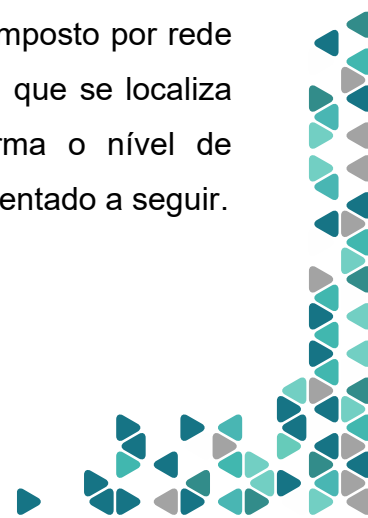 mposto por rede
que se localiza
rma o nível de
entado a seguir.